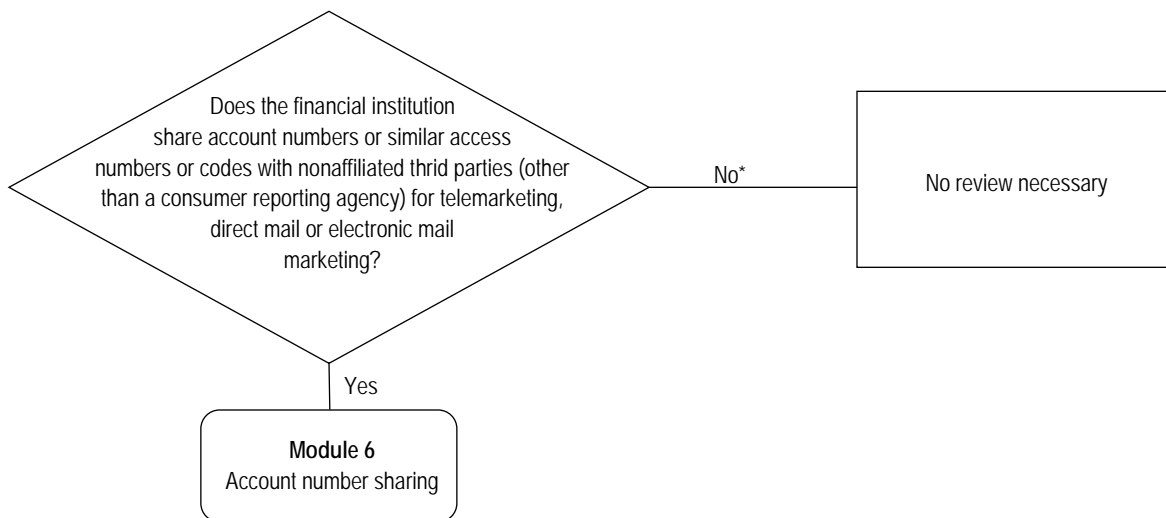 Does the financial institution
share account numbers or similar access
numbers or codes with nonaffiliated thrid parties (other
than a consumer reporting agency) for telemarketing,
direct mail or electronic mail
marketing?
No*
No review necessary
Yes
Module 6
Account number sharing